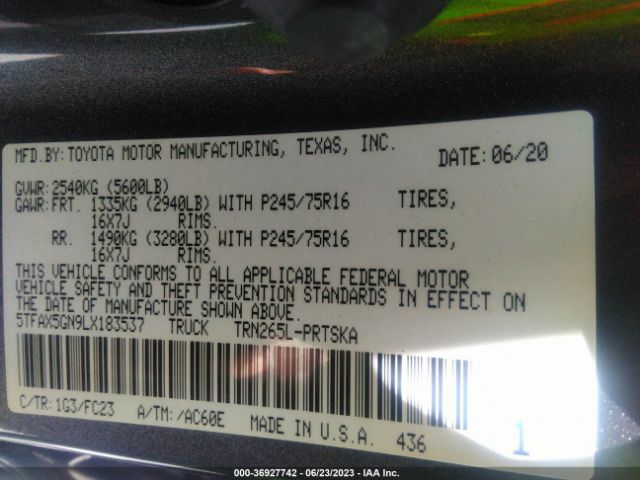 MFD.BY: TOYOTA MOTOR MANUFACTURING, TEXAS, INC. DATE: 06/20
GVWR: 2540KG (5600LB)
GAWR: FRT. 1335KG (2940LB) WITH P245/75R16 TIRES,
16X7J RIMS.
RR. 1490KG (3280LB) WITH P245/75R16 TIRES,
16X7J RIMS.
THIS VEHICLE CONFORMS TO ALL APPLICABLE FEDERAL MOTOR
VEHICLE SAFETY AND THEFT PREVENTION STANDARDS IN EFFECT ON
THE DATE OF MANUFACTURE SHOWN ABOVE.
5TFAX5GN9LX183537 TRUCK TRN265L-PRTSKA
C/TR: 1G3/FC23 A/TM: /AC60E MADE IN U.S.A. 436 1
000-36927742 - 06/23/2023 - IAA Inc.